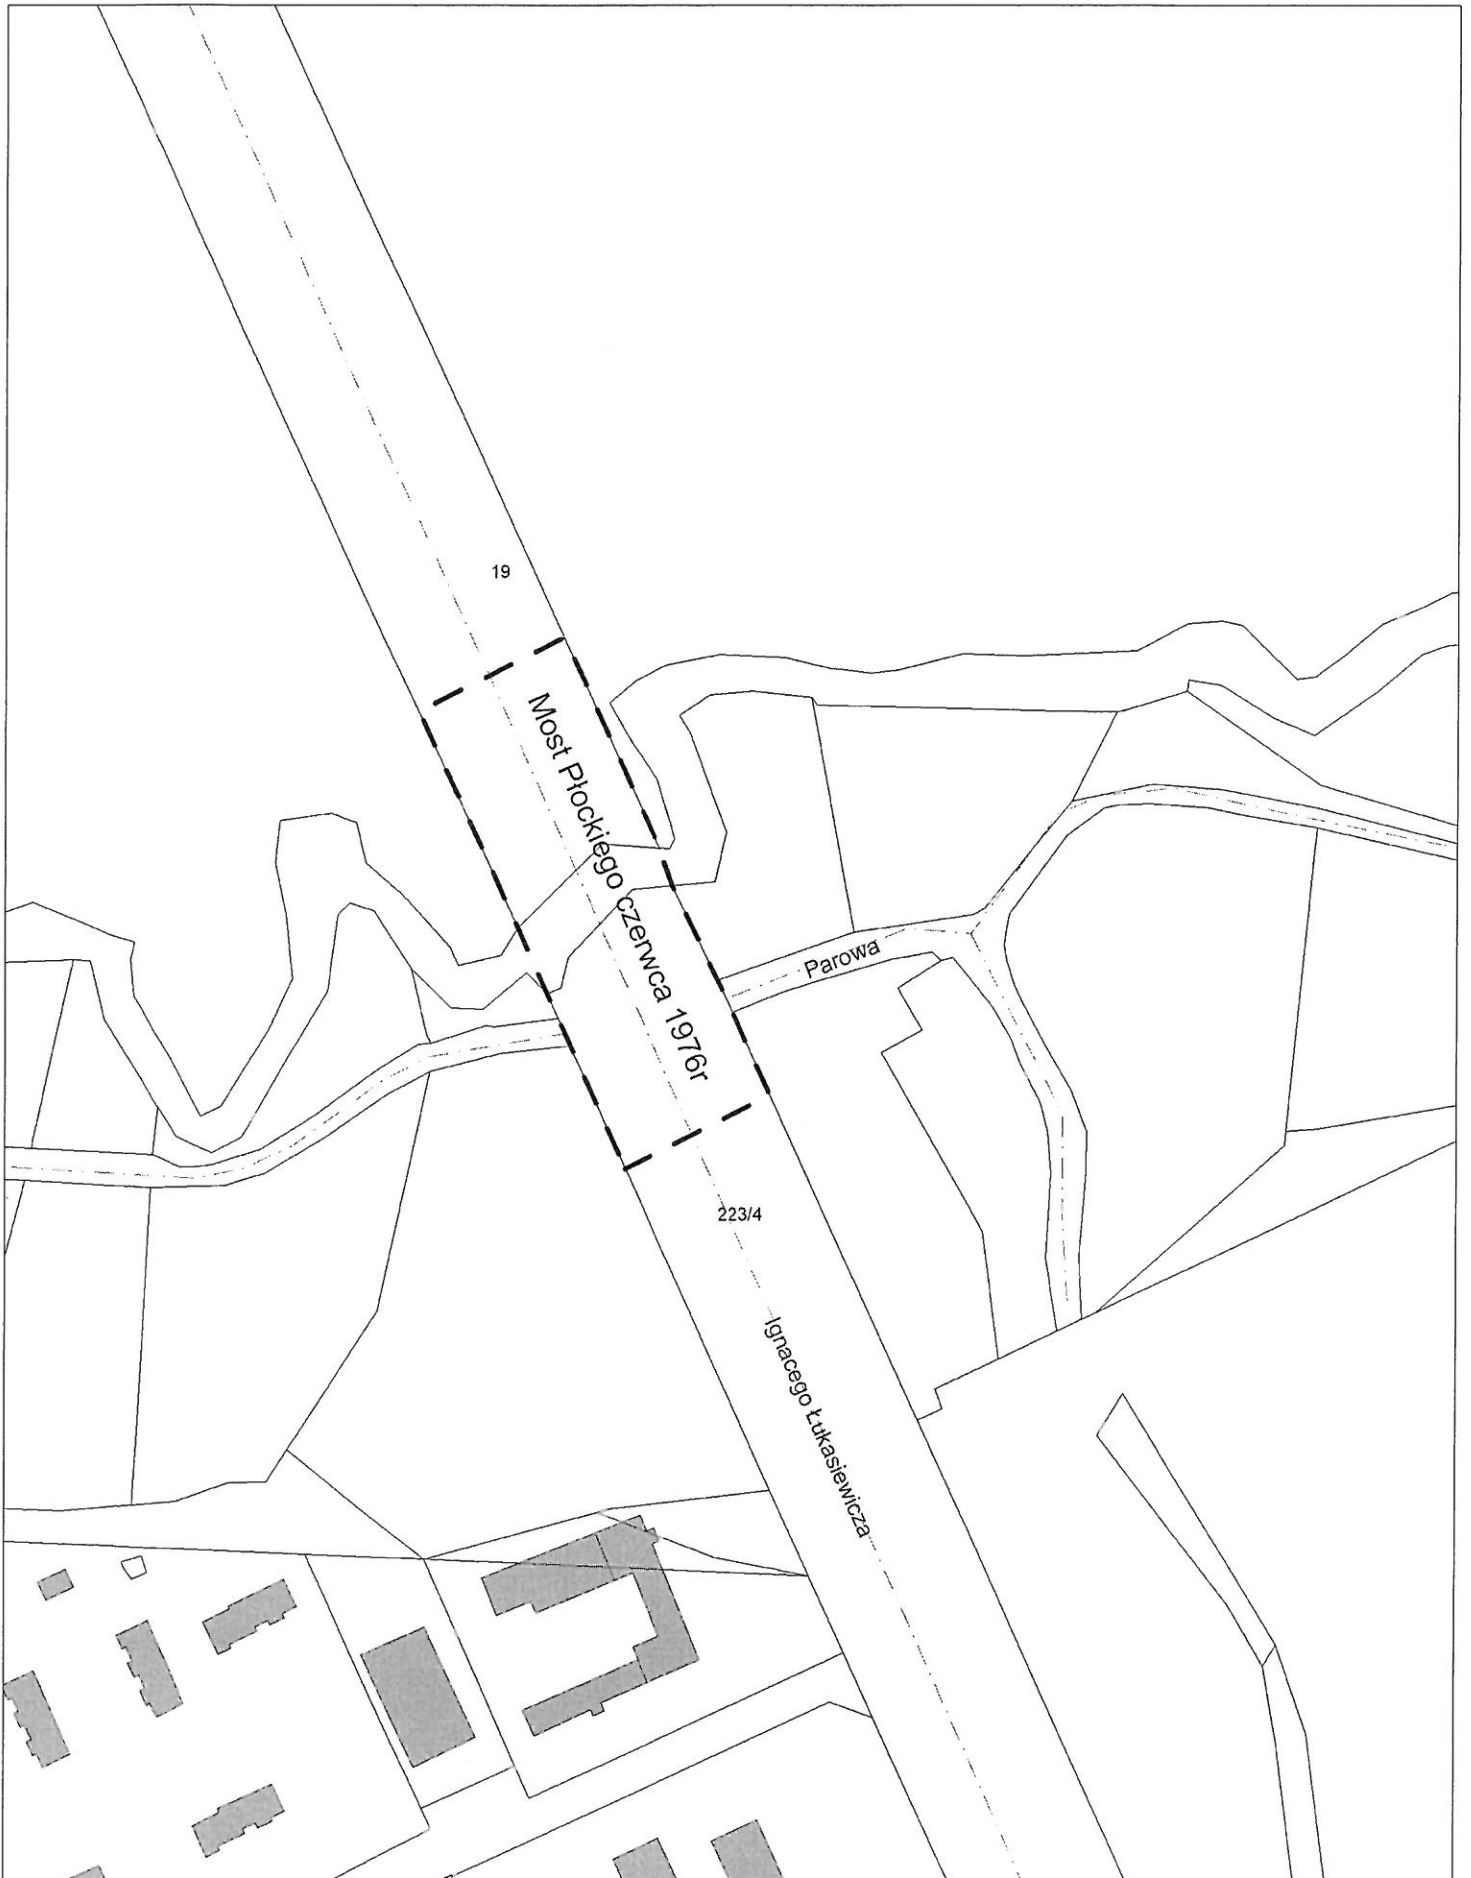 19
Most Płockiego czerwca 1976r
Parowa
223/4
Ignacego Łukasiewicza